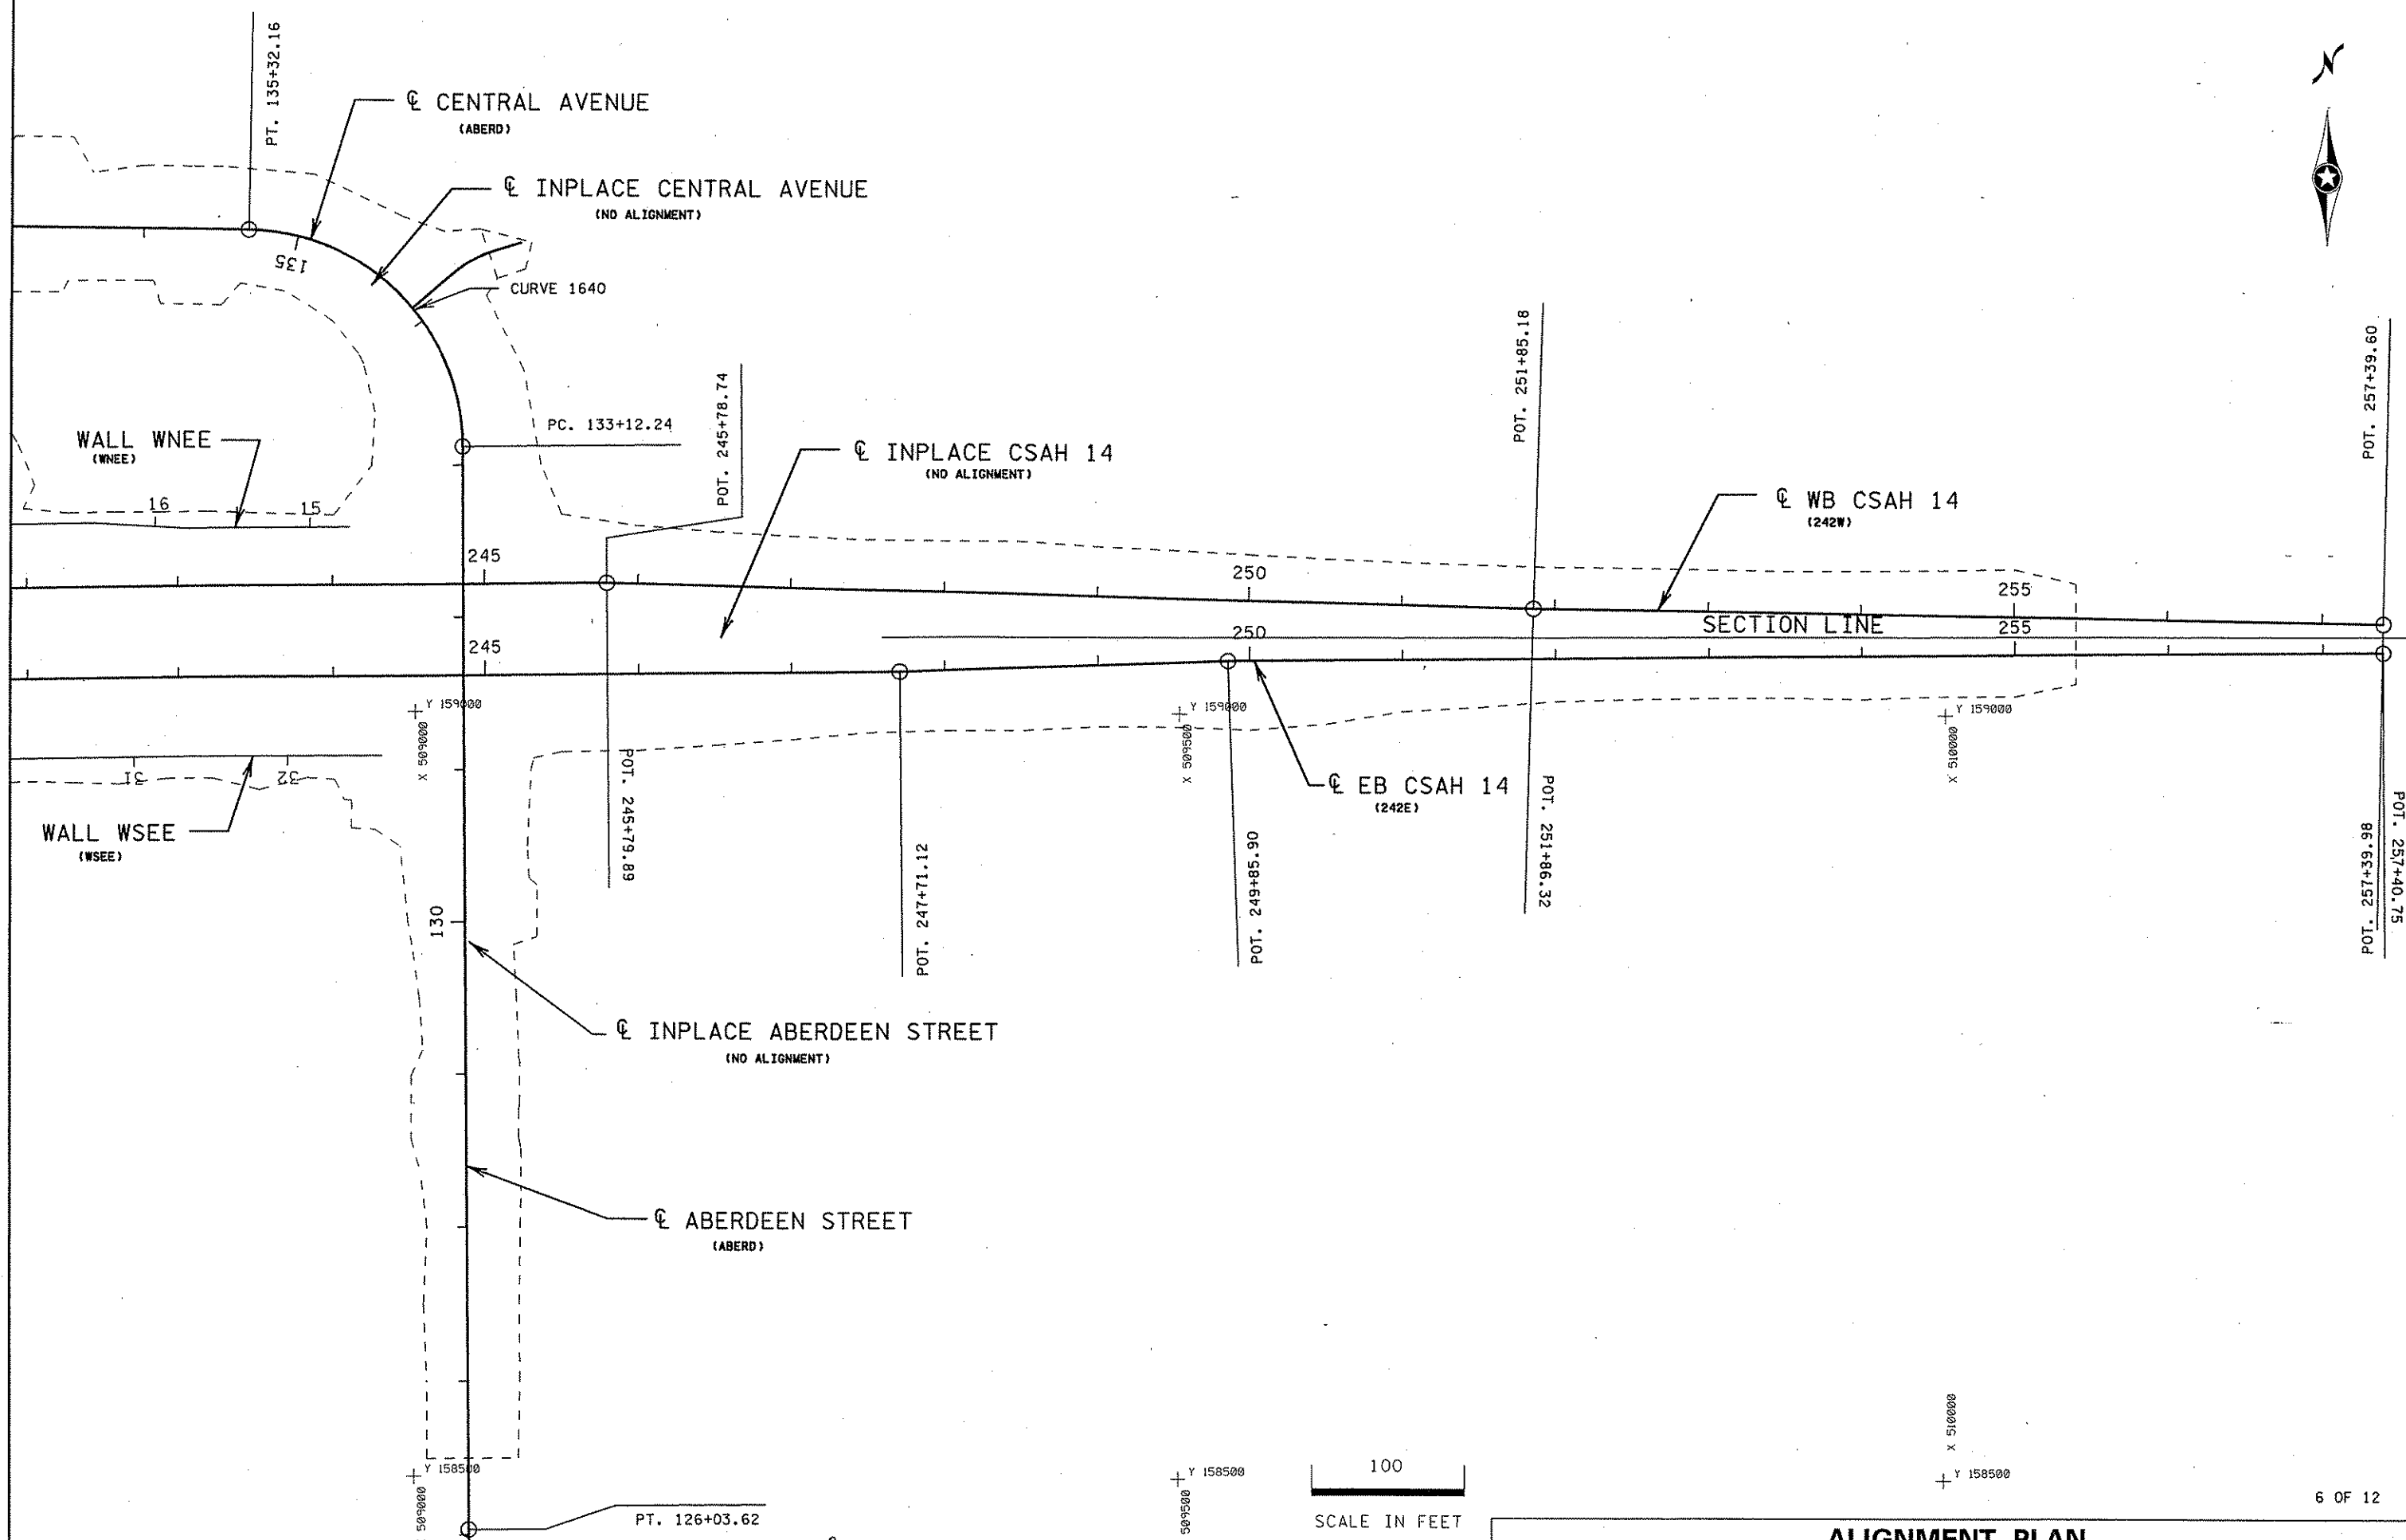 PT. 135+32.16
N
℄ CENTRAL AVENUE
(ABERD)
℄ INPLACE CENTRAL AVENUE
(NO ALIGNMENT)
135
CURVE 1640
POT. 251+85.18
POT. 257+39.60
PC. 133+12.24
POT. 245+78.74
WALL WNEE
(WNEE)
℄ INPLACE CSAH 14
(NO ALIGNMENT)
16
15
℄ WB CSAH 14
(242W)
245
250
255
SECTION LINE
245
250
255
Y 159000
X 509000
Y 159000
X 509500
Y 159000
X 510000
31
32
WALL WSEE
(WSEE)
POT. 245+79.89
℄ EB CSAH 14
(242E)
POT. 247+71.12
POT. 249+85.90
POT. 251+86.32
POT. 257+39.98
POT. 257+40.75
130
℄ INPLACE ABERDEEN STREET
(NO ALIGNMENT)
℄ ABERDEEN STREET
(ABERD)
Y 158500
509000
Y 158500
509500
X 510000
Y 158500
100
SCALE IN FEET
6 OF 12
PT. 126+03.62
ALIGNMENT PLAN